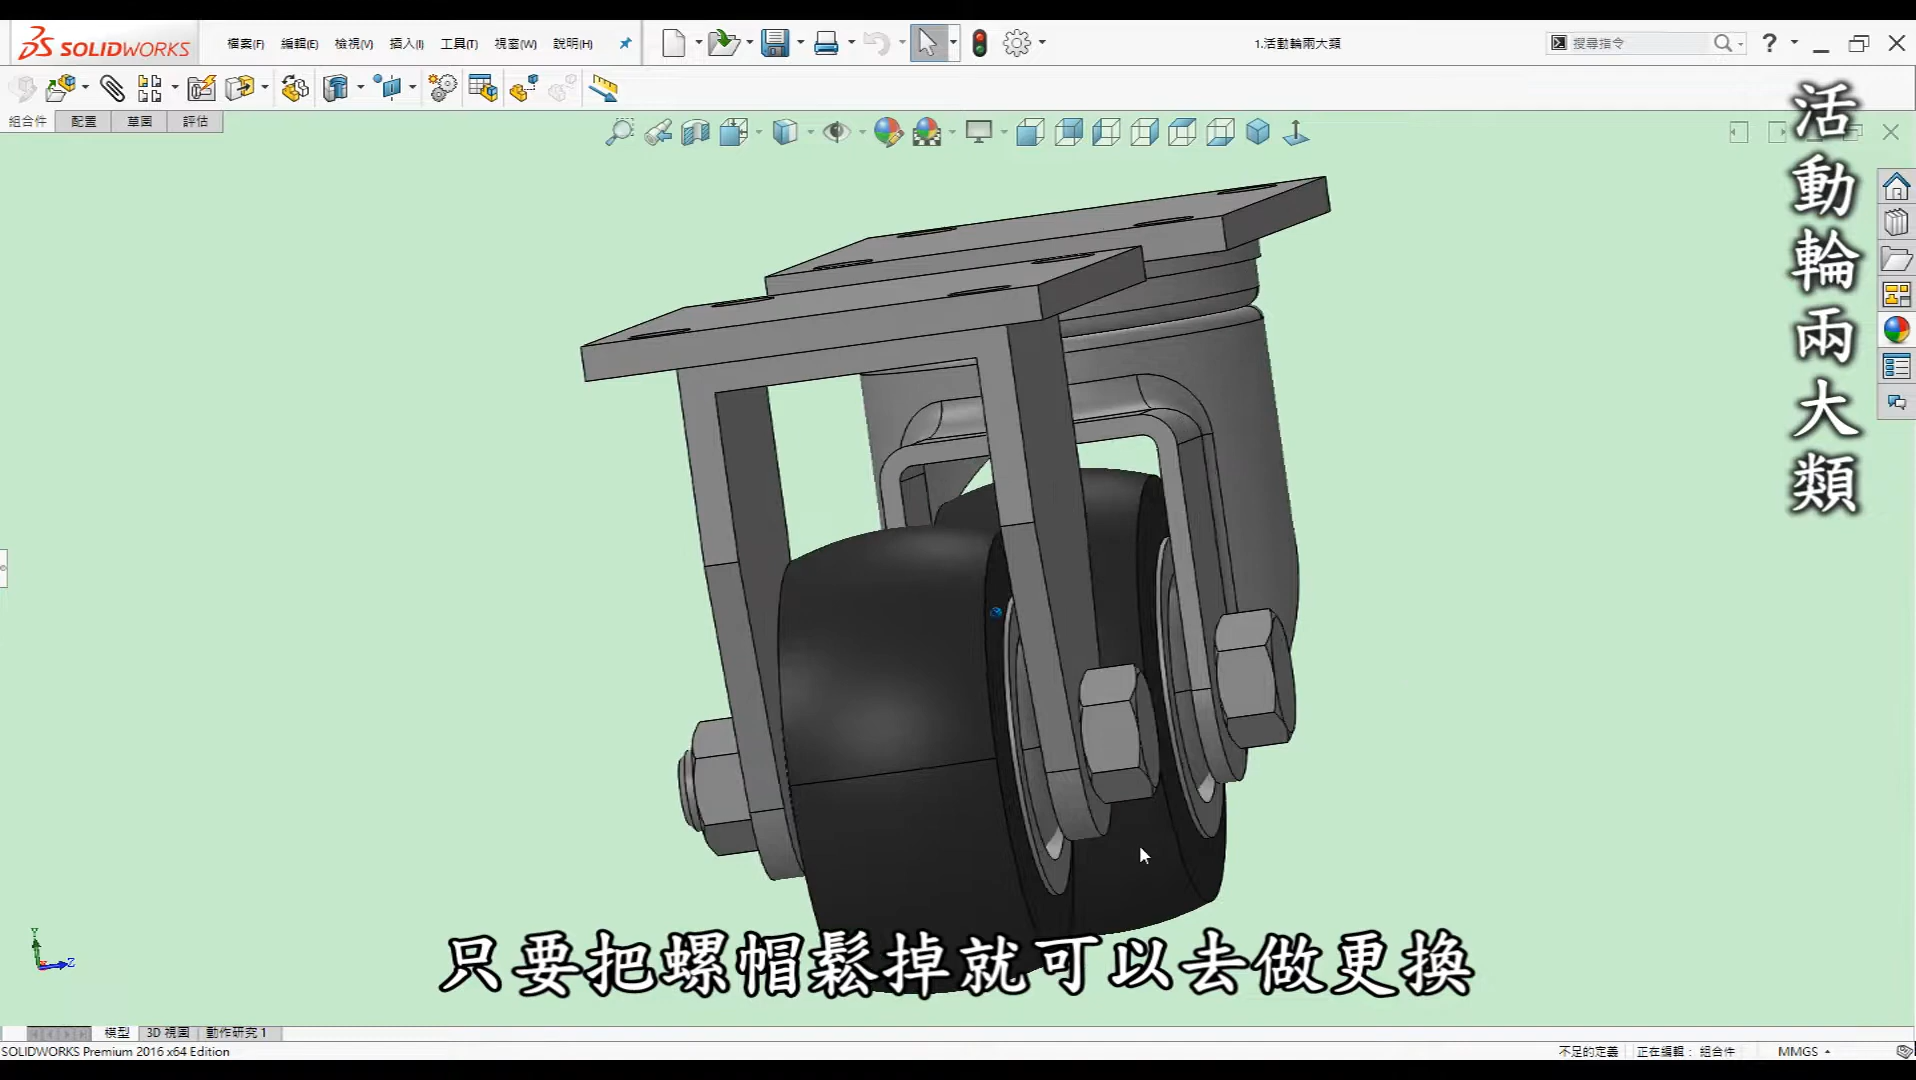 SOLIDWORKS
檔案(F) 編輯(E) 檢視(V) 插入(I) 工具(T) 視窗(W) 說明(H)
1.活動輪兩大類
搜尋指令
?
組合件 配置 草圖 評估
活動輪兩大類
只要把螺帽鬆掉就可以去做更換
Y
Z
模型 3D 視圖 動作研究 1
SOLIDWORKS Premium 2016 x64 Edition
不足的定義 正在編輯： 組合件 MMGS